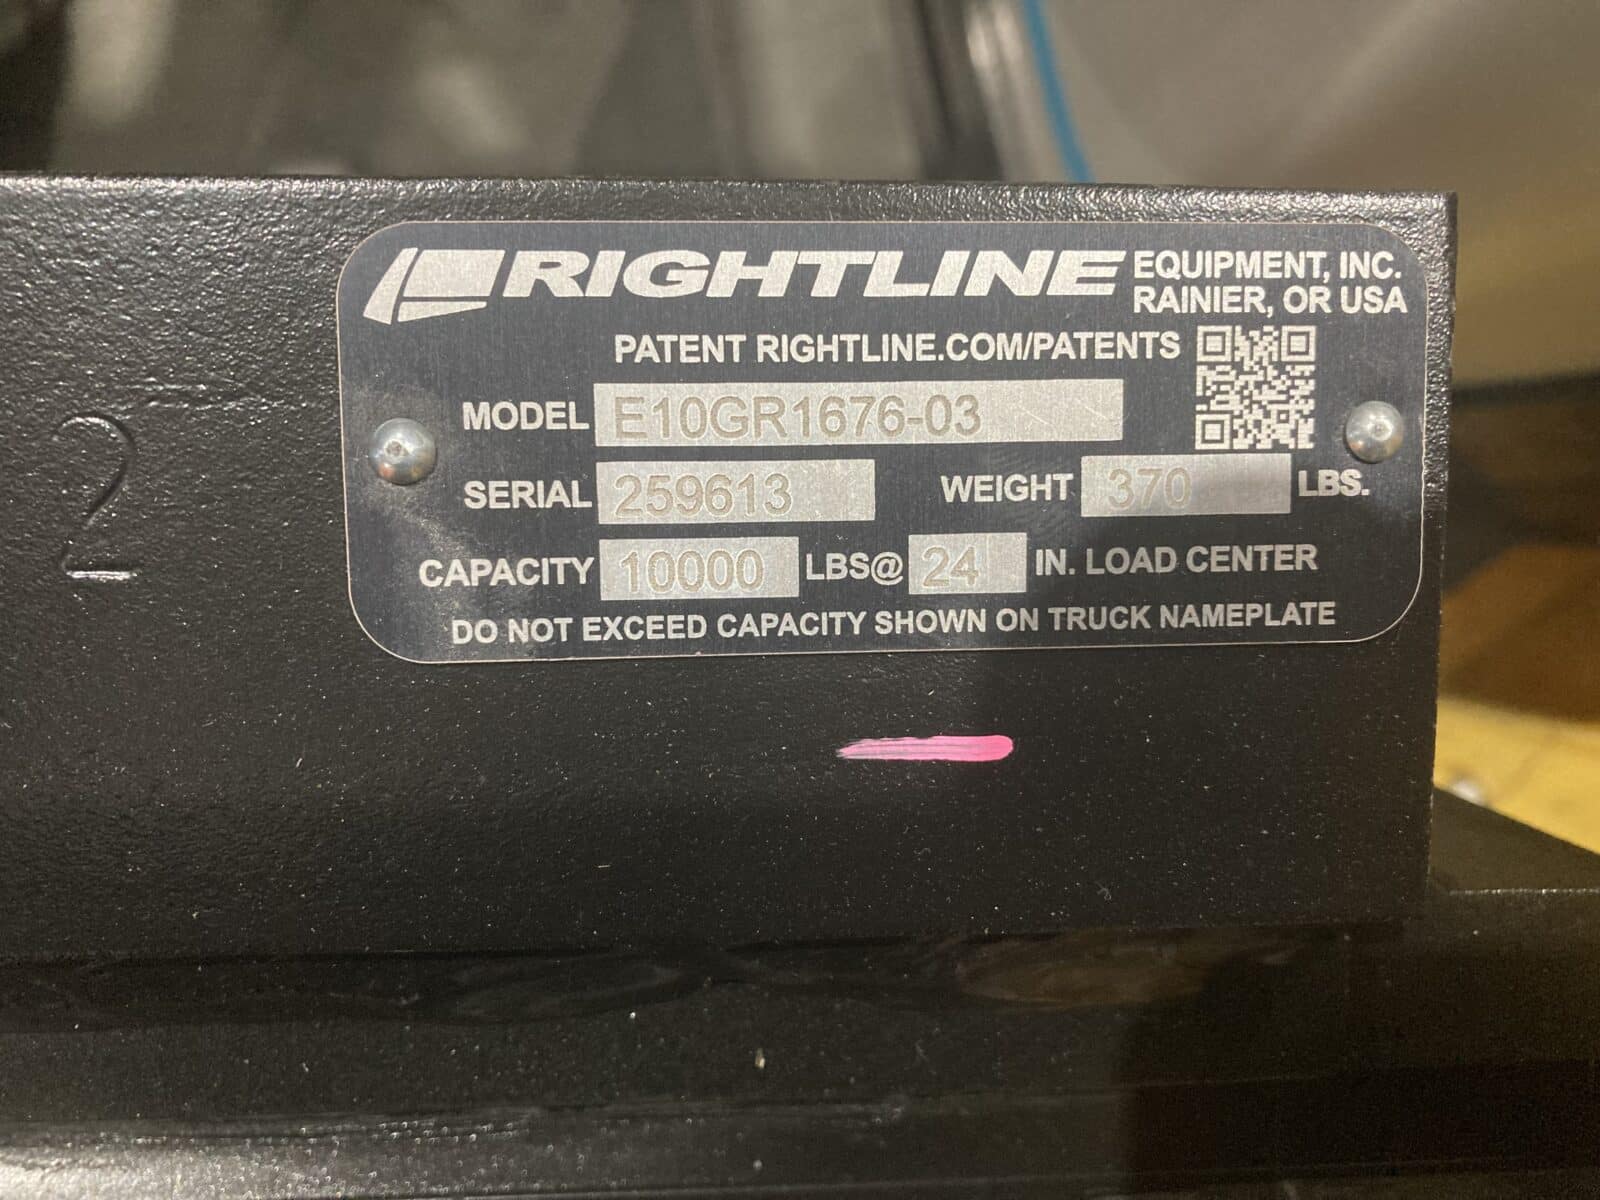 RIGHTLINE EQUIPMENT, INC.
RAINIER, OR USA
PATENT RIGHTLINE.COM/PATENTS
MODEL E10GR1676-03
SERIAL 259613 WEIGHT 370 LBS.
CAPACITY 10000 LBS@ 24 IN. LOAD CENTER
DO NOT EXCEED CAPACITY SHOWN ON TRUCK NAMEPLATE
2